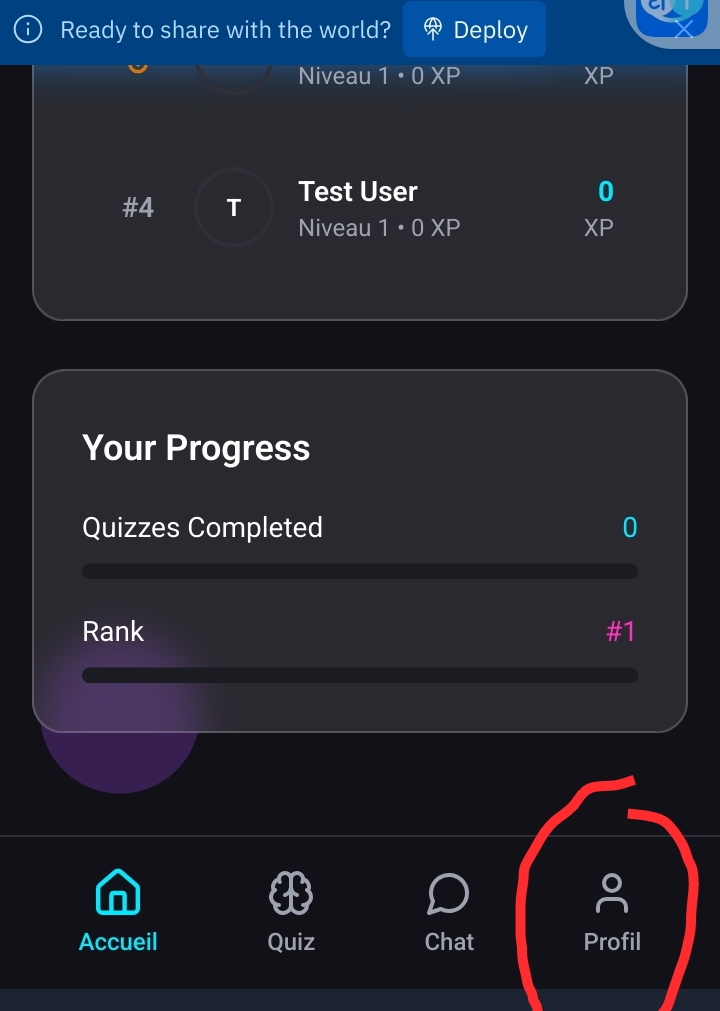 Ready to share with the world? Deploy
Niveau 1 • 0 XP XP
#4 T Test User 0
Niveau 1 • 0 XP XP
Your Progress
Quizzes Completed 0
Rank #1
Accueil Quiz Chat Profil